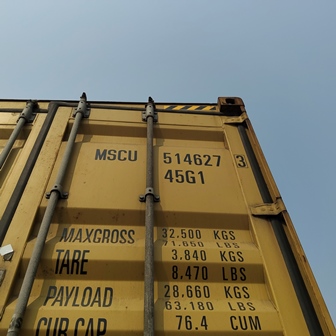 MSCU 514627 3
45G1
MAXGROSS 32.500 KGS
71.650 LBS
TARE 3.840 KGS
8.470 LBS
PAYLOAD 28.660 KGS
63.180 LBS
CUB CAP 76.4 CUM